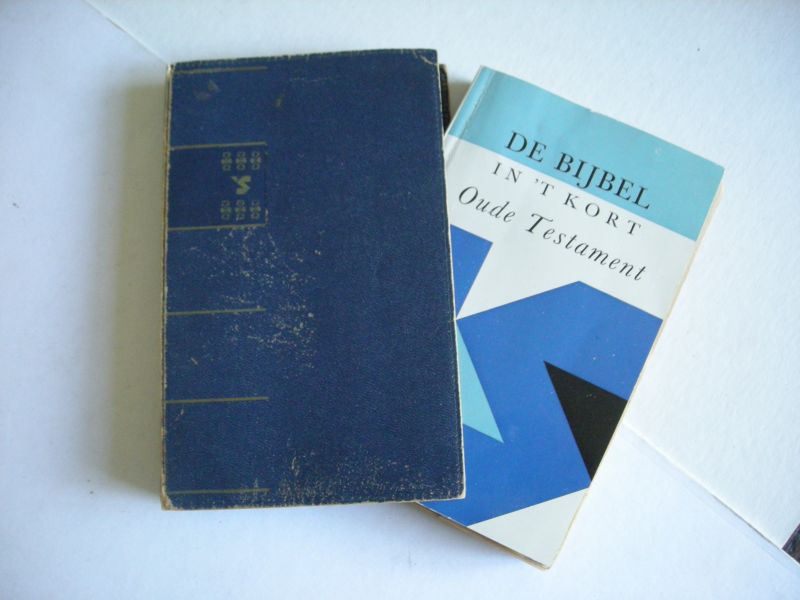 DE BIJBEL
IN 'T KORT
Oude Testament